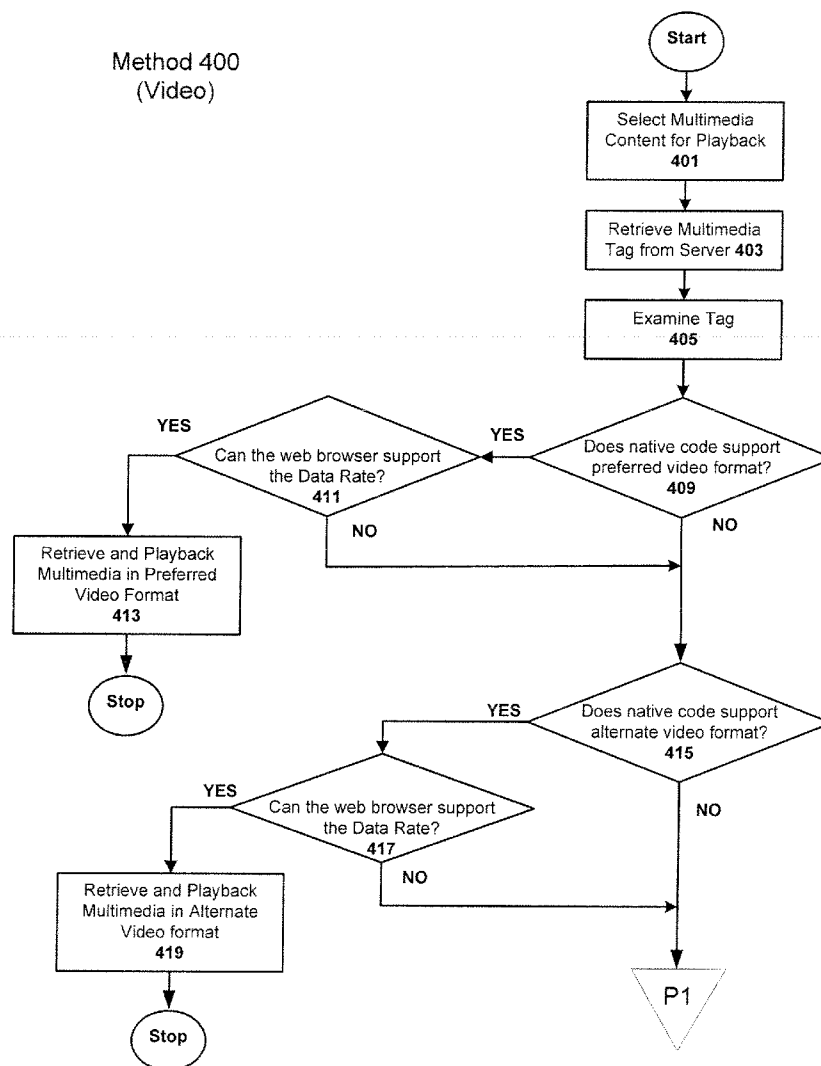 Method 400
(Video)
Start
Select Multimedia
Content for Playback
401
Retrieve Multimedia
Tag from Server 403
Examine Tag
405
YES
Can the web browser support
the Data Rate?
411
YES
Does native code support
preferred video format?
409
NO
NO
Retrieve and Playback
Multimedia in Preferred
Video Format
413
Stop
YES
Does native code support
alternate video format?
415
YES
Can the web browser support
the Data Rate?
417
NO
NO
Retrieve and Playback
Multimedia in Alternate
Video format
419
Stop
P1